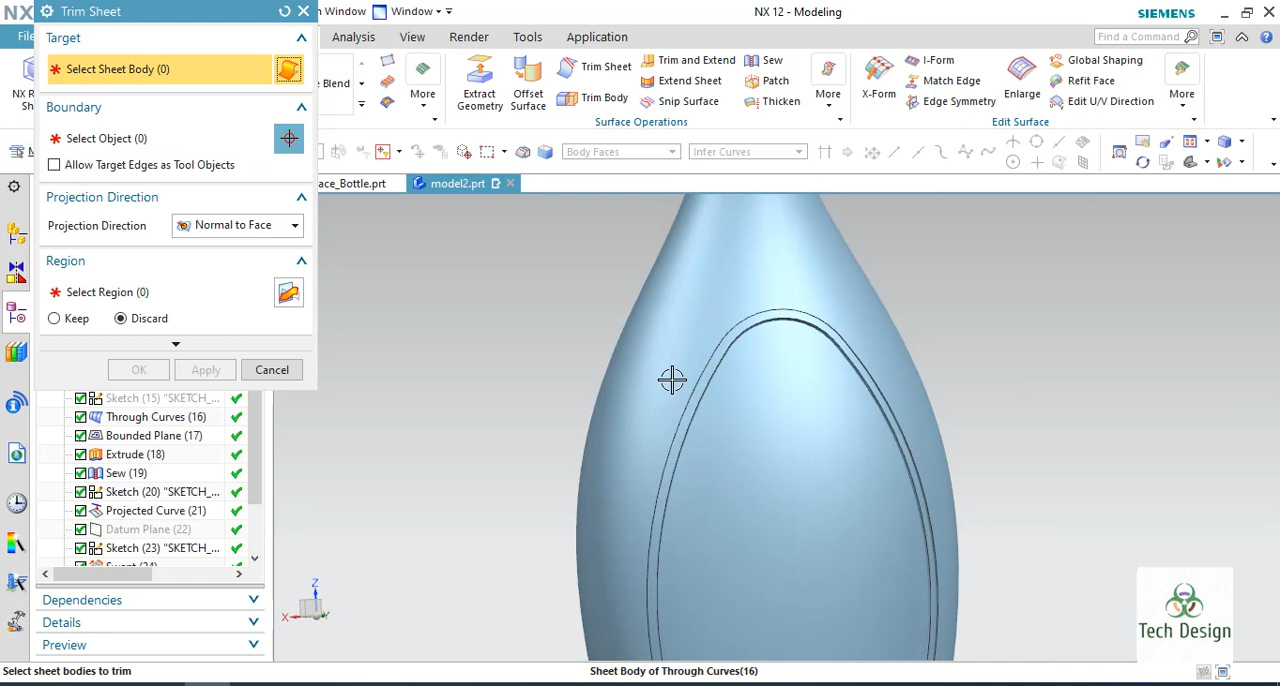 NX
Trim Sheet
n Window
Window
NX 12 - Modeling
SIEMENS
Analysis
View
Render
Tools
Application
Find a Command
Target
Select Sheet Body (0)
Boundary
Select Object (0)
Allow Target Edges as Tool Objects
Projection Direction
Projection Direction
Normal to Face
Region
Select Region (0)
Keep
Discard
OK
Apply
Cancel
Blend
More
Extract Geometry
Offset Surface
Trim Sheet
Trim Body
Trim and Extend
Extend Sheet
Snip Surface
Sew
Patch
Thicken
More
Surface Operations
X-Form
I-Form
Match Edge
Edge Symmetry
Enlarge
Global Shaping
Refit Face
Edit U/V Direction
More
Edit Surface
Body Faces
Infer Curves
ace_Bottle.prt
model2.prt
Sketch (15) "SKETCH_...
Through Curves (16)
Bounded Plane (17)
Extrude (18)
Sew (19)
Sketch (20) "SKETCH_...
Projected Curve (21)
Datum Plane (22)
Sketch (23) "SKETCH_...
Dependencies
Details
Preview
Z
X
Tech Design
Select sheet bodies to trim
Sheet Body of Through Curves(16)